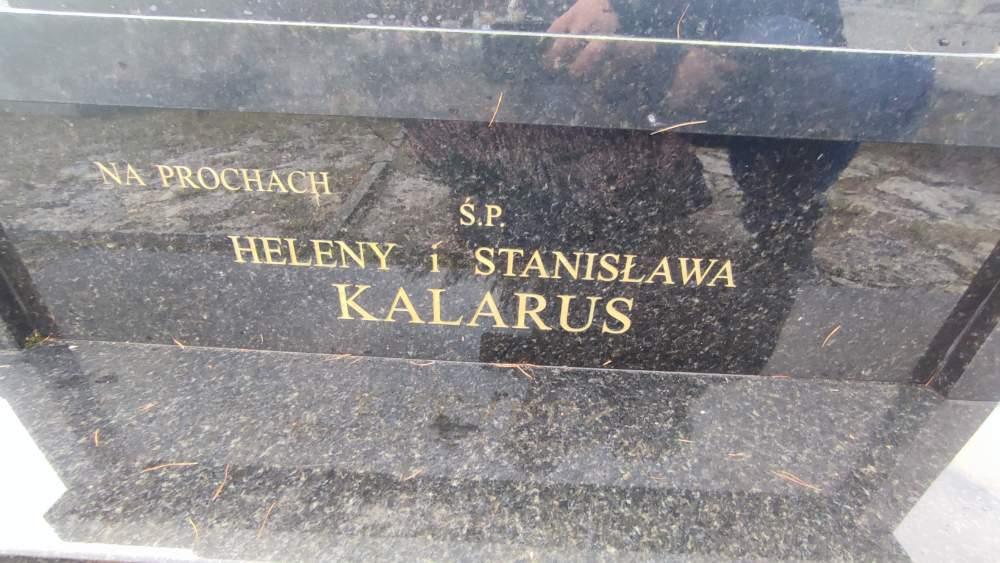 NA PROCHACH
Ś.P.
HELENY i STANISŁAWA
KALARUS